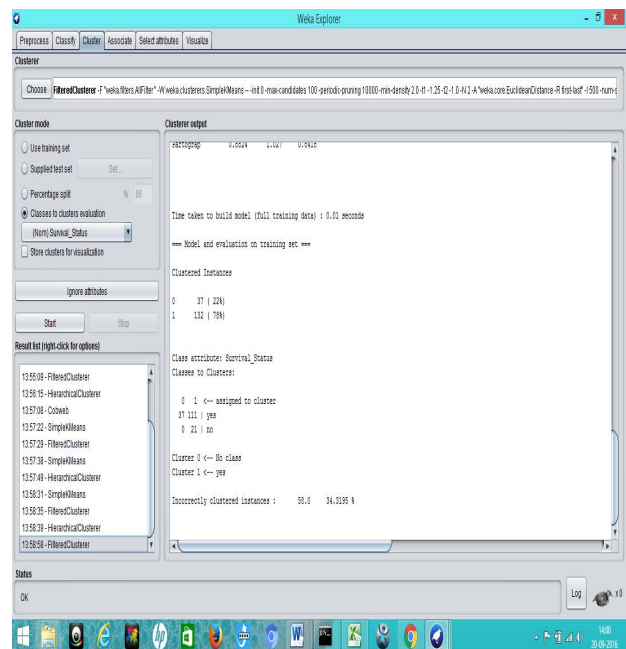 Weka Explorer
Preprocess Classify Cluster Associate Select attributes Visualize
Clusterer
Choose FilteredClusterer -F "weka.filters.AllFilter" -W weka.clusterers.SimpleKMeans -- -init 0 -max-candidates 100 -periodic-pruning 10000 -min-density 2.0 -t1 -1.25 -t2 -1.0 -N 2 -A "weka.core.EuclideanDistance -R first-last" -I 500 -num-s
Cluster mode
Use training set
Supplied test set Set...
Percentage split % 66
Classes to clusters evaluation
(Nom) Survival_Status
Store clusters for visualization
Ignore attributes
Start Stop
Result list (right-click for options)
13:55:09 - FilteredClusterer
13:56:15 - HierarchicalClusterer
13:57:08 - Cobweb
13:57:22 - SimpleKMeans
13:57:29 - FilteredClusterer
13:57:38 - SimpleKMeans
13:57:49 - HierarchicalClusterer
13:58:31 - SimpleKMeans
13:58:35 - FilteredClusterer
13:58:39 - HierarchicalClusterer
13:58:58 - FilteredClusterer
Clusterer output
Partograp 0.8824 1.027 0.8418
Time taken to build model (full training data) : 0.01 seconds
=== Model and evaluation on training set ===
Clustered Instances
0 37 ( 22%)
1 132 ( 78%)
Class attribute: Survival_Status
Classes to Clusters:
0 1 <-- assigned to cluster
37 111 | yes
0 21 | no
Cluster 0 <-- No class
Cluster 1 <-- yes
Incorrectly clustered instances : 58.0 34.3195 %
Status
OK
Log
x 0
14:00
20-09-2016